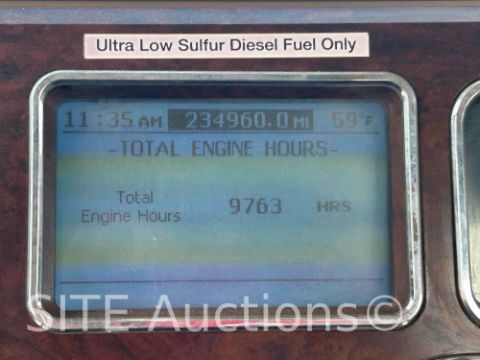 Ultra Low Sulfur Diesel Fuel Only
11:35 AM 234960.0 MI 59°F
-TOTAL ENGINE HOURS-
Total
Engine Hours 9763 HRS
SITE Auctions©